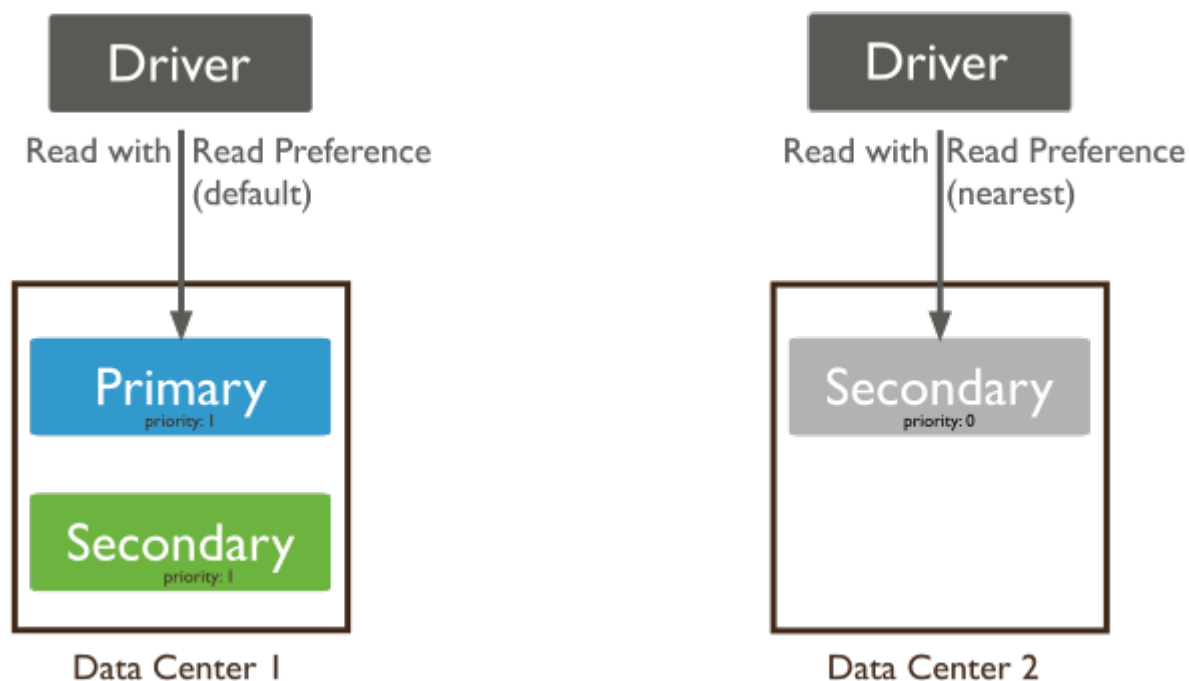 Driver
Read with Read Preference
(default)
Primary
priority: 1
Secondary
priority: 1
Data Center 1
Driver
Read with Read Preference
(nearest)
Secondary
priority: 0
Data Center 2